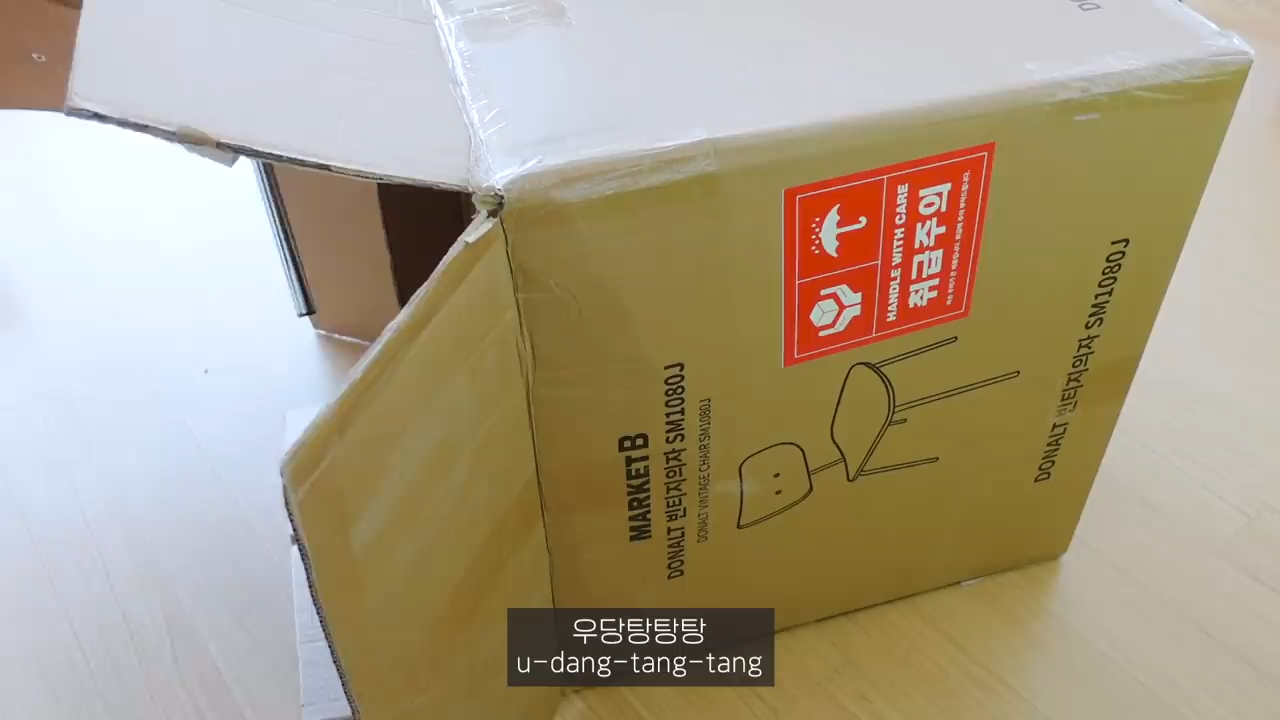 HANDLE WITH CARE
취급주의
MARKET B
DONALT 빈티지의자 SM1080J
DONALT VINTAGE CHAIR SM1080J
DONALT 빈티지의자 SM1080J
우당탕탕탕
u-dang-tang-tang